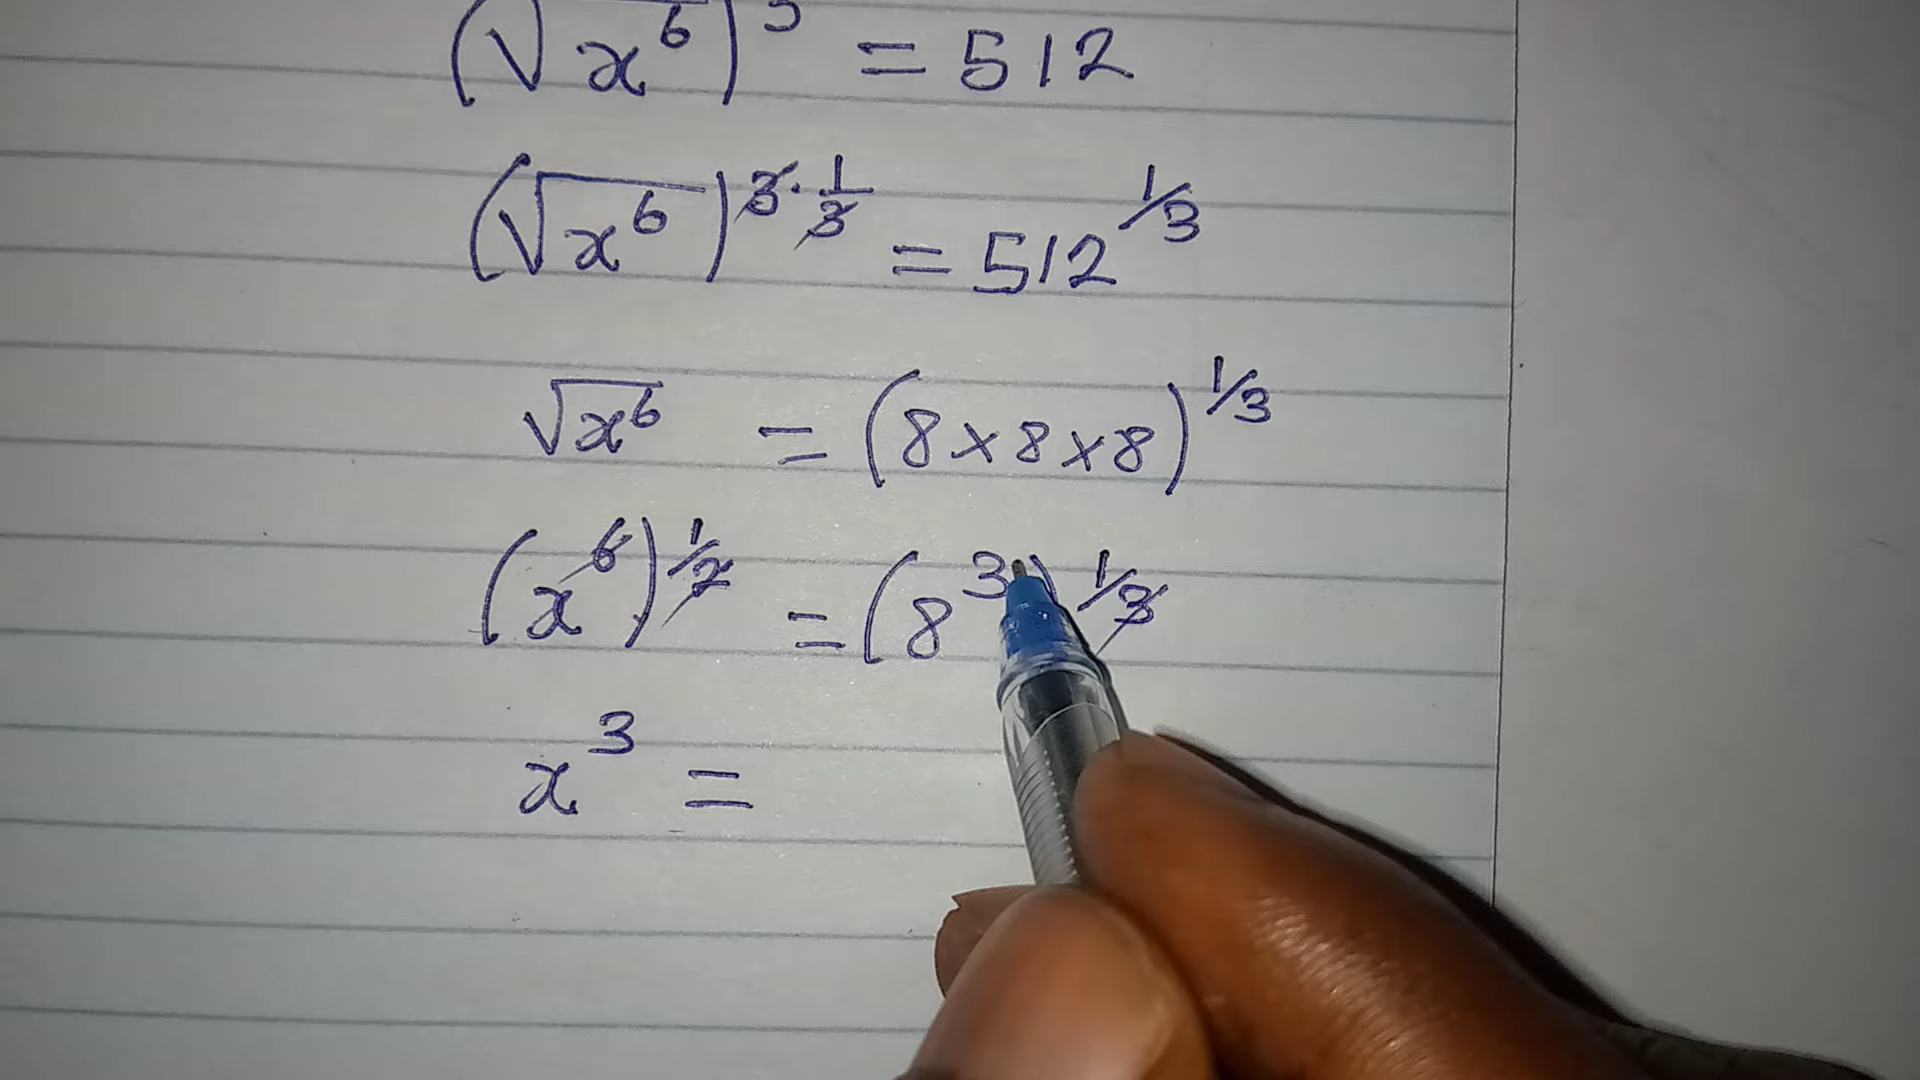 (√x⁶)³ = 512
(√x⁶)^(3·1/3) = 512^(1/3)
√x⁶ = (8×8×8)^(1/3)
(x⁶)^(1/2) = (8³)^(1/3)
x³ =